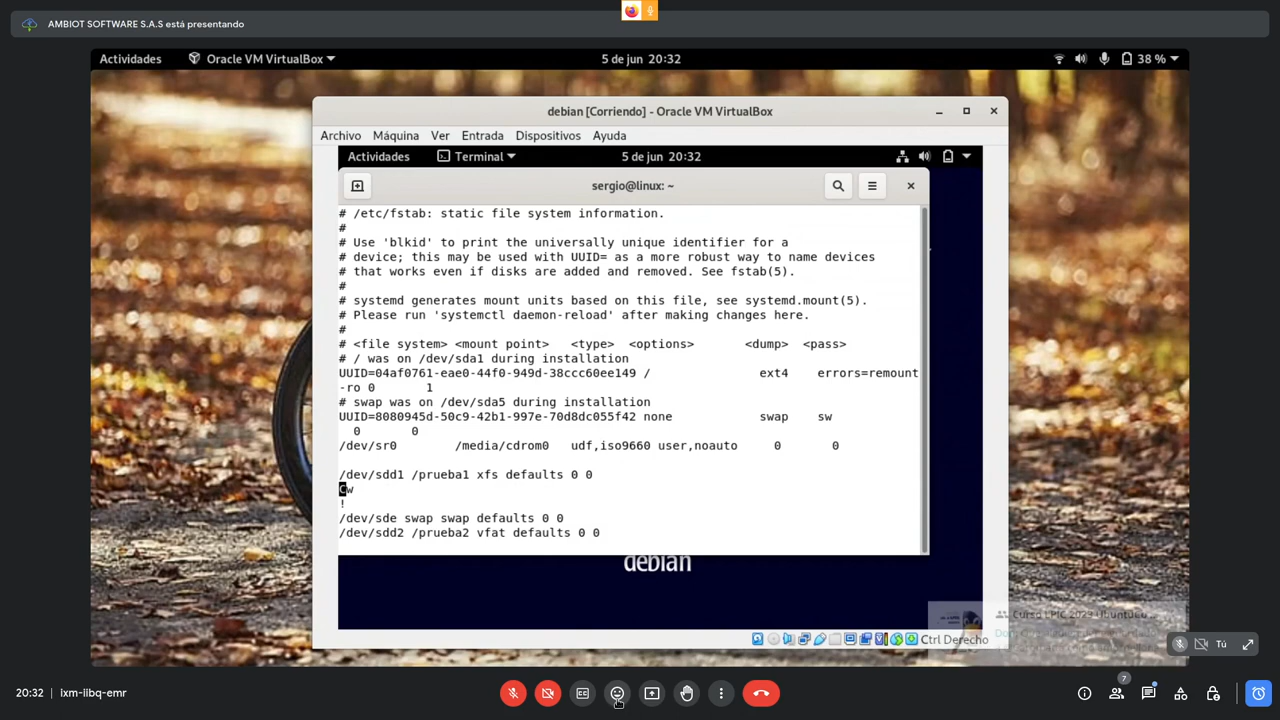 AMBIOT SOFTWARE S.A.S está presentando
Actividades Oracle VM VirtualBox 5 de jun 20:32 38 %
debian [Corriendo] - Oracle VM VirtualBox
Archivo Máquina Ver Entrada Dispositivos Ayuda
Actividades Terminal 5 de jun 20:32
sergio@linux: ~
# /etc/fstab: static file system information.
#
# Use 'blkid' to print the universally unique identifier for a
# device; this may be used with UUID= as a more robust way to name devices
# that works even if disks are added and removed. See fstab(5).
#
# systemd generates mount units based on this file, see systemd.mount(5).
# Please run 'systemctl daemon-reload' after making changes here.
#
# <file system> <mount point> <type> <options> <dump> <pass>
# / was on /dev/sda1 during installation
UUID=04af0761-eae0-44f0-949d-38ccc60ee149 / ext4 errors=remount
-ro 0 1
# swap was on /dev/sda5 during installation
UUID=8080945d-50c9-42b1-997e-70d8dc055f42 none swap sw
0 0
/dev/sr0 /media/cdrom0 udf,iso9660 user,noauto 0 0
/dev/sdd1 /prueba1 xfs defaults 0 0
w
!
/dev/sde swap swap defaults 0 0
/dev/sdd2 /prueba2 vfat defaults 0 0
debian
Curso LPIC 2023
Ctrl Derecho
Tú
20:32 | ixm-libq-emr
7